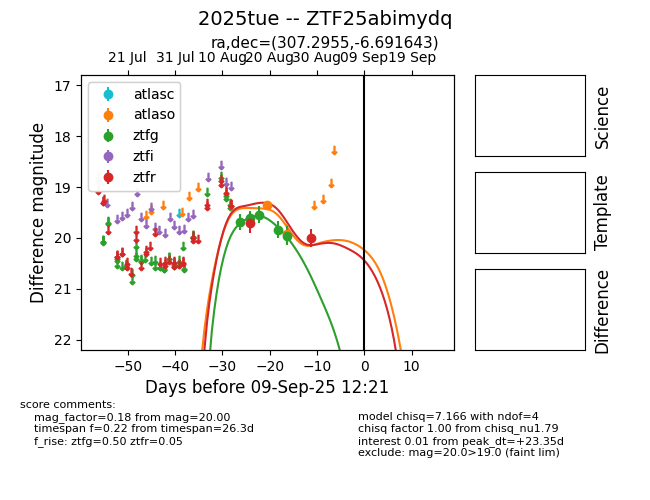 2025tue -- ZTF25abimydq
ra,dec=(307.2955,-6.691643)
21 Jul 31 Jul 10 Aug 20 Aug 30 Aug 09 Sep 19 Sep
17
18
19
20
21
22
Difference magnitude
atlasc
atlaso
ztfg
ztfi
ztfr
−50 −40 −30 −20 −10 0 10
Days before 09-Sep-25 12:21
Science
Template
Difference
score comments:
mag_factor=0.18 from mag=20.00
timespan f=0.22 from timespan=26.3d
f_rise: ztfg=0.50 ztfr=0.05
model chisq=7.166 with ndof=4
chisq factor 1.00 from chisq_nu1.79
interest 0.01 from peak_dt=+23.35d
exclude: mag=20.0>19.0 (faint lim)